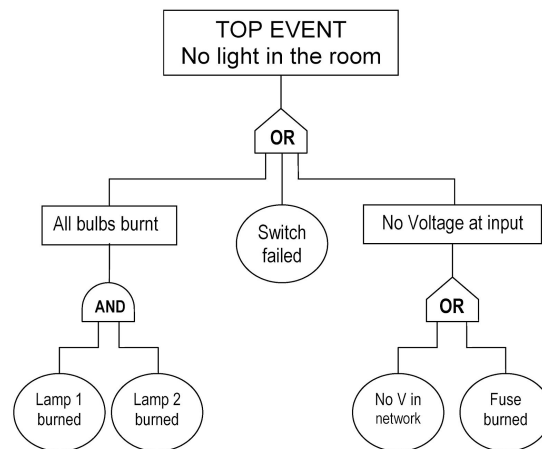 TOP EVENT
No light in the room
OR
All bulbs burnt
Switch
failed
No Voltage at input
AND
OR
Lamp 1
burned
Lamp 2
burned
No V in
network
Fuse
burned